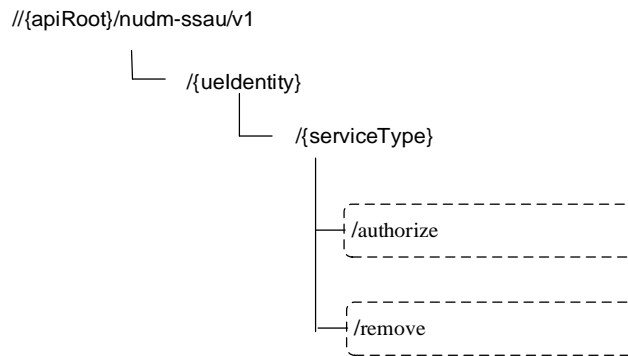 //{apiRoot}/nudm-ssau/v1
/{ueIdentity}
/{serviceType}
/authorize
/remove